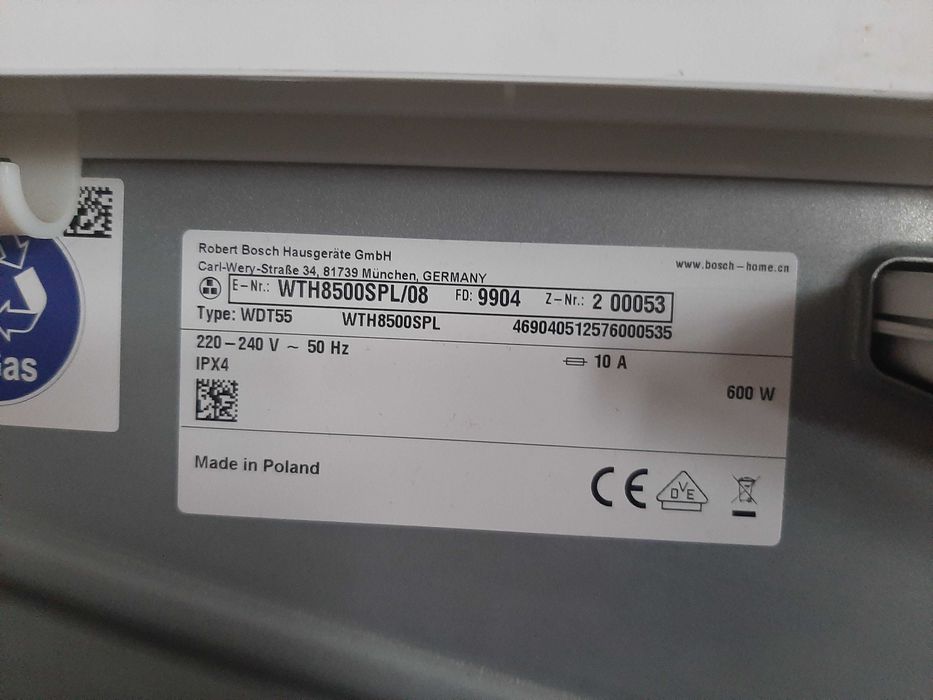 as
Robert Bosch Hausgeräte GmbH
Carl-Wery-Straße 34, 81739 München, GERMANY
www.bosch-home.cn
E-Nr.: WTH8500SPL/08 FD: 9904 Z-Nr.: 2 00053
Type: WDT55 WTH8500SPL 469040512576000535
220-240 V ~ 50 Hz
10 A
IPX4
600 W
Made in Poland
CE
DVE